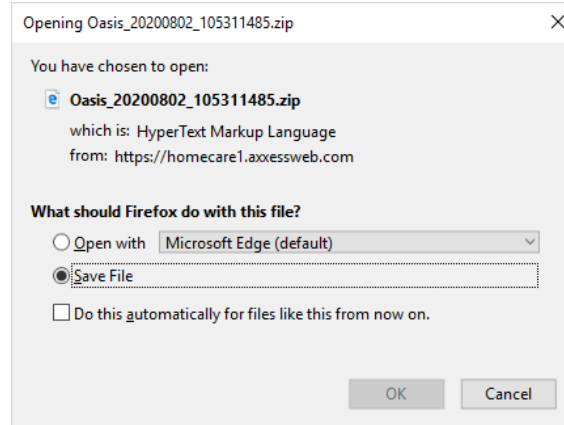 Opening Oasis_20200802_105311485.zip
You have chosen to open:
Oasis_20200802_105311485.zip
which is: HyperText Markup Language
from: https://homecare1.axxessweb.com
What should Firefox do with this file?
Open with Microsoft Edge (default)
Save File
Do this automatically for files like this from now on.
OK Cancel